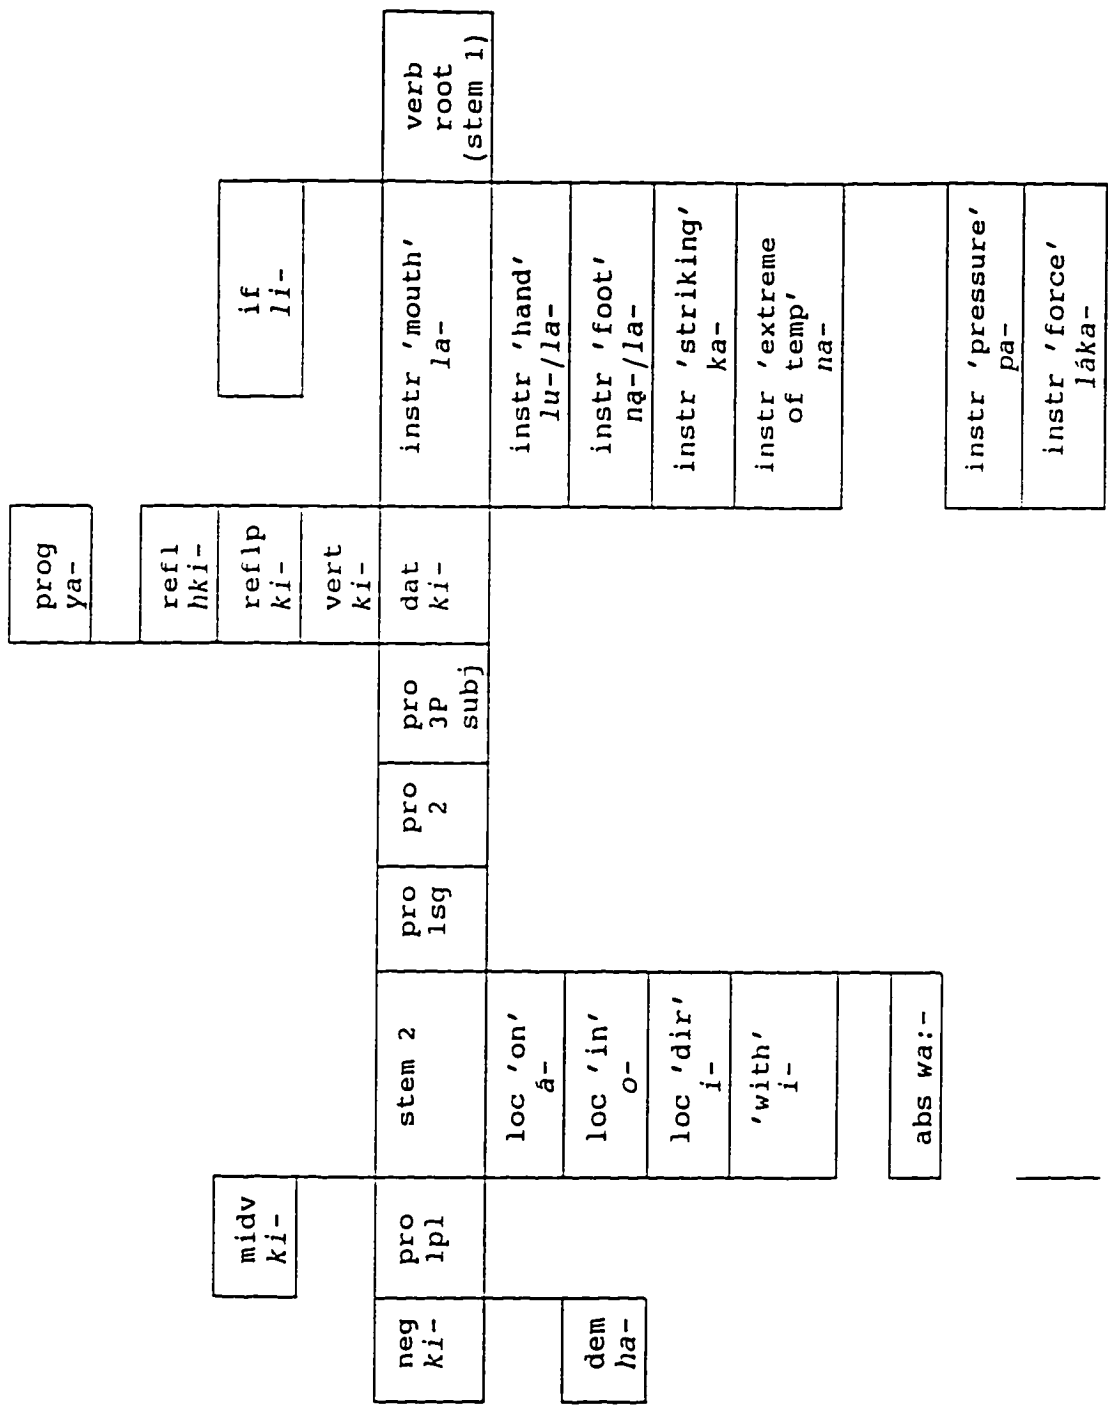 neg
ki-
dem
ha-
midv
ki-
pro
1pl
stem 2
loc 'on'
á-
loc 'in'
o-
loc 'dir'
i-
'with'
i-
abs wa:-
pro
1sg
pro
2
pro
3P
subj
prog
ya-
refl
hki-
reflp
ki-
vert
ki-
dat
ki-
if
li-
instr 'mouth'
la-
instr 'hand'
lu-/la-
instr 'foot'
ną-/la-
instr 'striking'
ka-
instr 'extreme
of temp'
na-
instr 'pressure'
pa-
instr 'force'
láka-
verb
root
(stem 1)